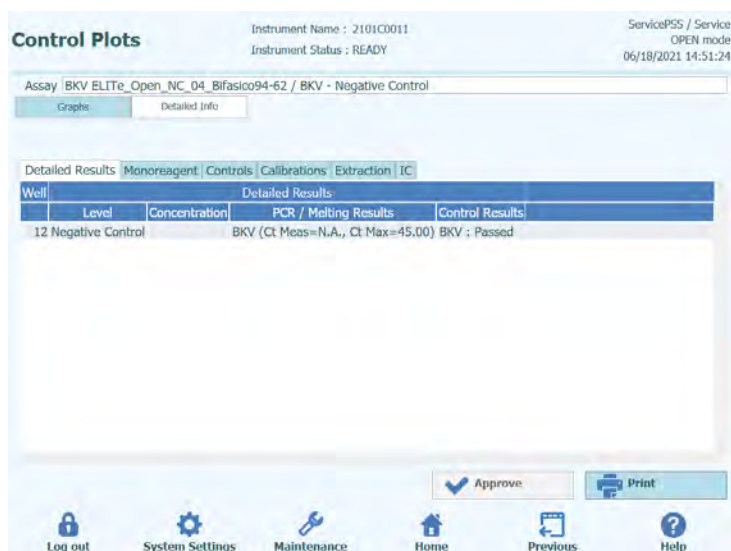 Control Plots
Instrument Name : 2101C0011
Instrument Status : READY
ServicePSS / Service
OPEN mode
06/18/2021 14:51:24
Assay BKV ELITe_Open_NC_04_Bifasico94-62 / BKV - Negative Control
Graphs Detailed Info
Detailed Results Monoreagent Controls Calibrations Extraction IC
Well Detailed Results
Level Concentration PCR / Melting Results Control Results
12 Negative Control BKV (Ct Meas=N.A., Ct Max=45.00) BKV : Passed
Approve Print
Log out System Settings Maintenance Home Previous Help